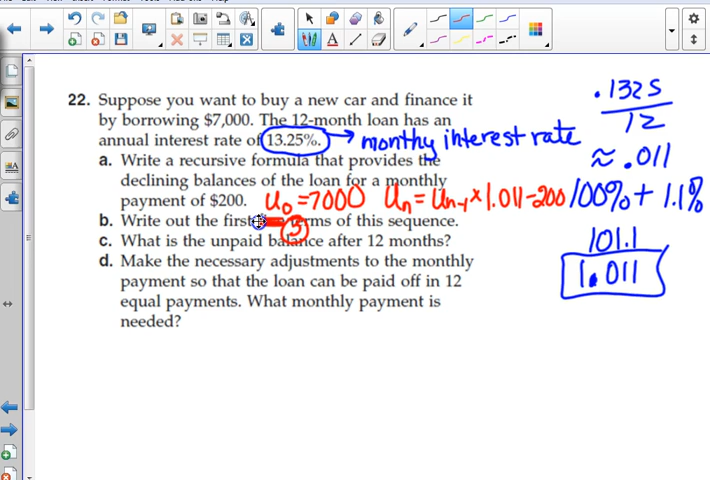 22. Suppose you want to buy a new car and finance it
by borrowing $7,000. The 12-month loan has an
annual interest rate of 13.25%. → monthy interest rate
a. Write a recursive formula that provides the
declining balances of the loan for a monthly
payment of $200. u₀ = 7000 uₙ = uₙ₋₁ × 1.011 - 200
b. Write out the first 5 terms of this sequence.
c. What is the unpaid balance after 12 months?
d. Make the necessary adjustments to the monthly
payment so that the loan can be paid off in 12
equal payments. What monthly payment is
needed?
.1325
12
≈ .011
100% + 1.1%
101.1
1.011